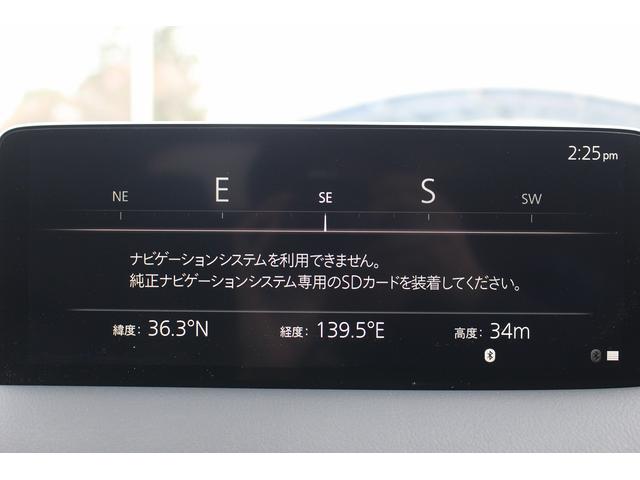 2:25pm
NE E SE S SW
ナビゲーションシステムを利用できません。
純正ナビゲーションシステム専用のSDカードを装着してください。
緯度: 36.3°N 経度: 139.5°E 高度: 34m